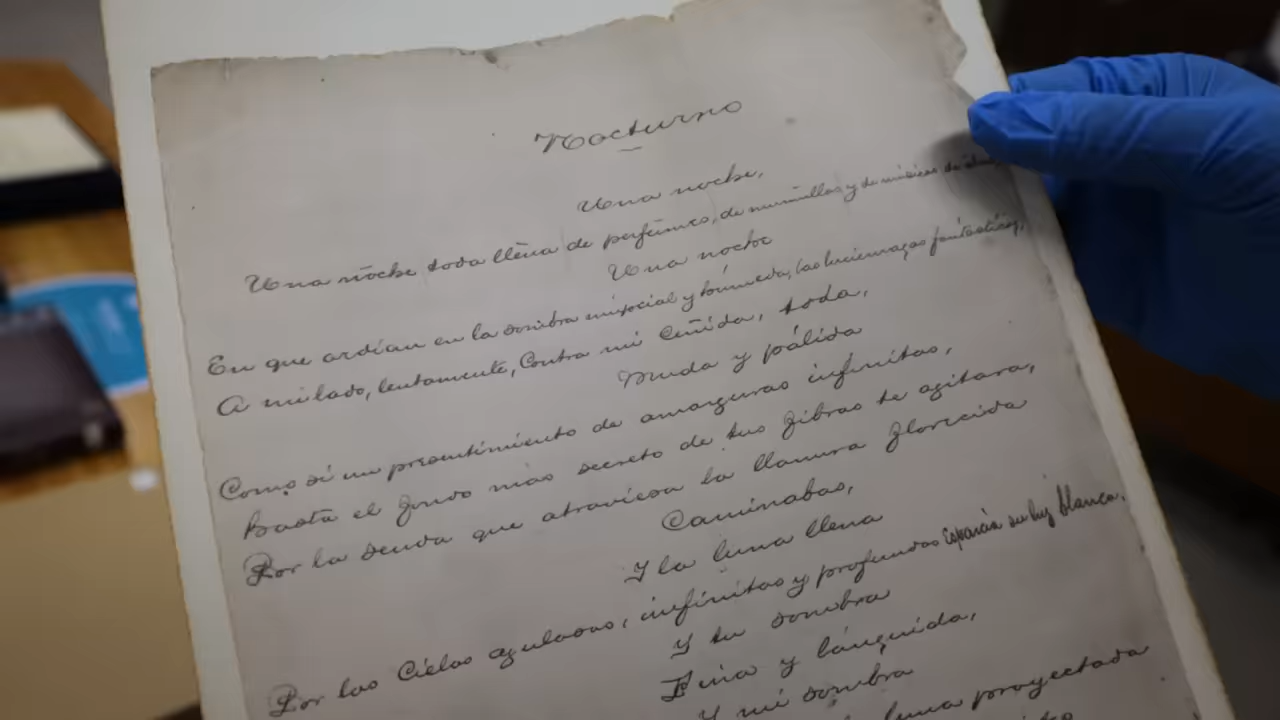 Nocturno
Una noche,
Una noche toda llena de perfumes, de murmullos y de músicas de alas,
Una noche
En que ardían en la sombra nupcial y húmeda, las luciernagas fantásticas,
A mi lado, lentamente, Contra mí Ceñida, toda,
Muda y pálida
Como si un presentimiento de amarguras infinitas,
Hasta el fondo más secreto de tus fibras te agitara,
Por la senda que atraviesa la llanura florecida
Caminabas,
Y la luna llena
Por los Cielos azulosos, infinitos y profundos Esparcía su luz blanca,
Y tu sombra
Fina y lánguida,
Y mi sombra
luna proyectada